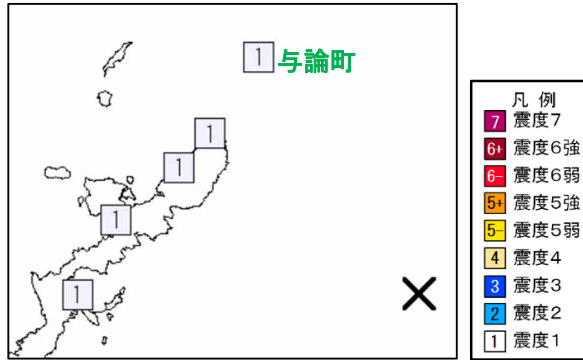 1 与論町
1
1
1
1
凡 例
7 震度7
6+ 震度6強
6- 震度6弱
5+ 震度5強
5- 震度5弱
4 震度4
3 震度3
2 震度2
1 震度1